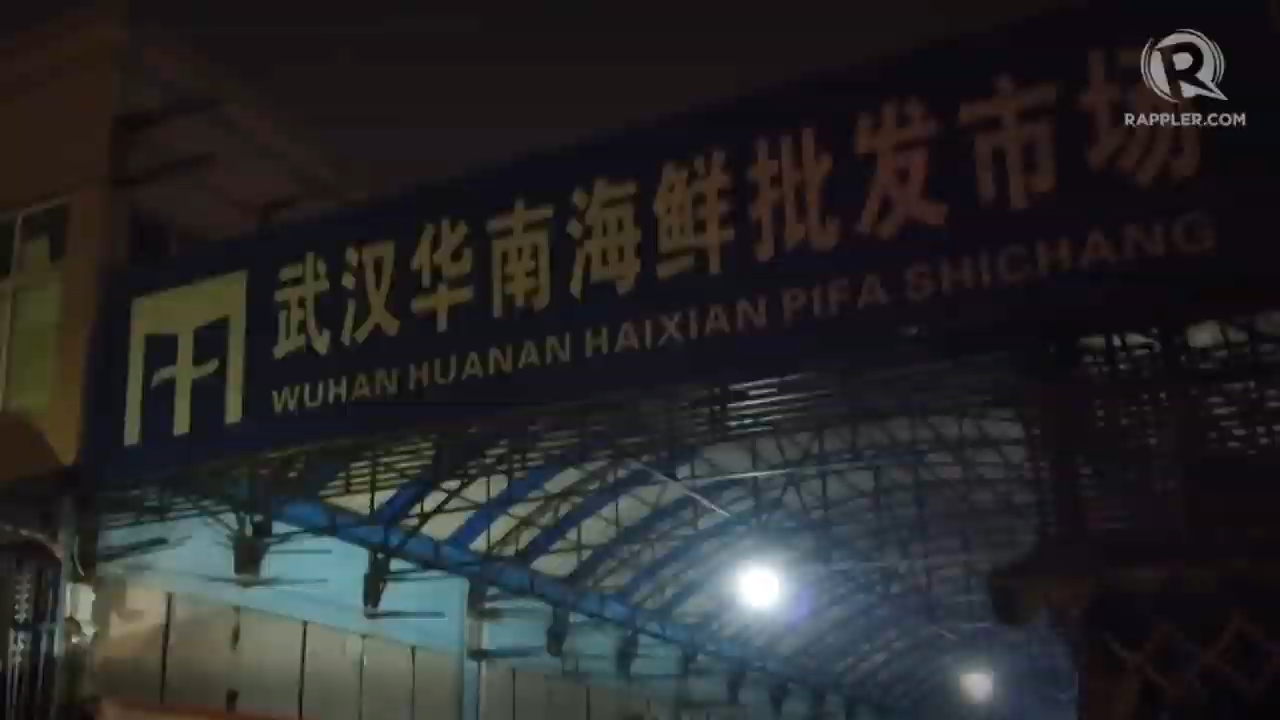 武汉华南海鲜批发市场
WUHAN HUANAN HAIXIAN PIFA SHICHANG
R
RAPPLER.COM